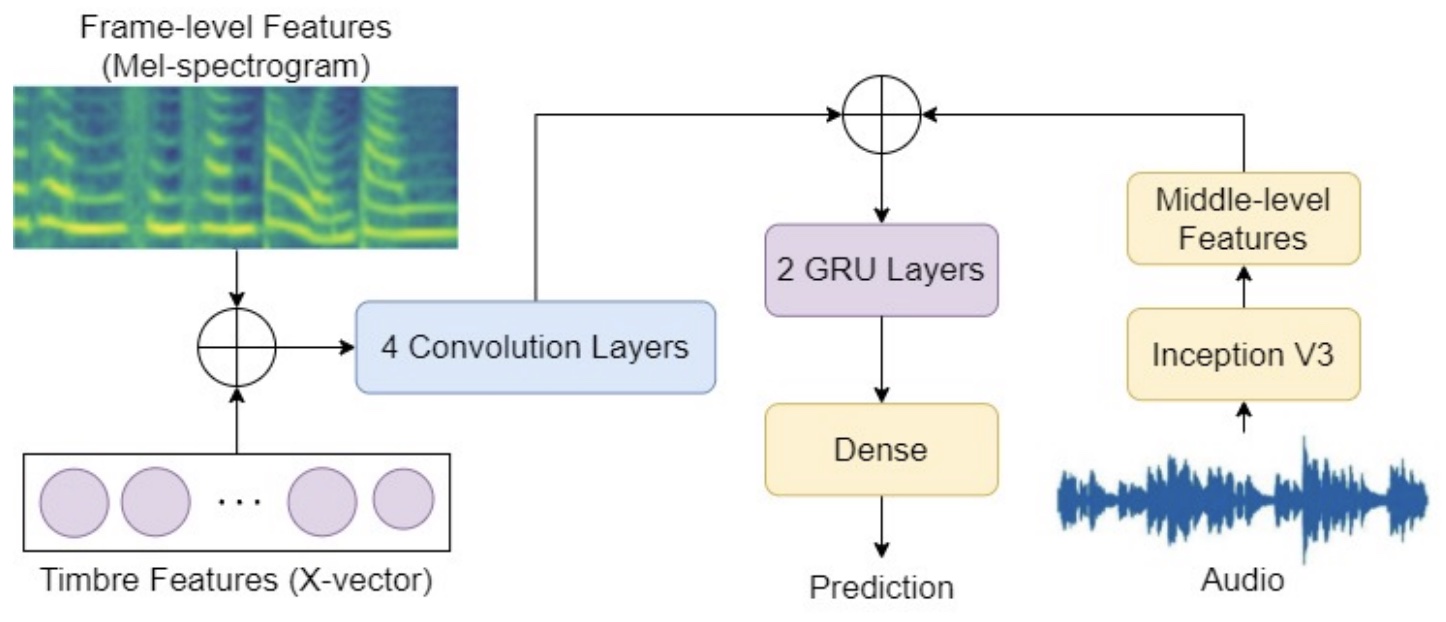 Frame-level Features
(Mel-spectrogram)
4 Convolution Layers
. . .
Timbre Features (X-vector)
2 GRU Layers
Dense
Prediction
Middle-level
Features
Inception V3
Audio